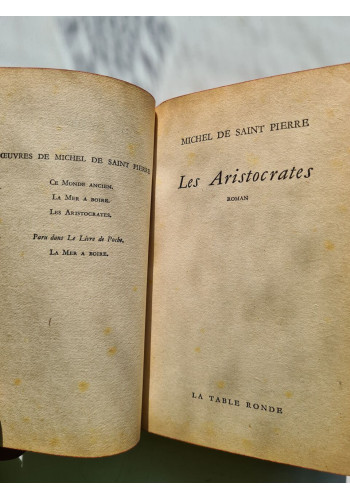 ŒUVRES DE MICHEL DE SAINT PIERRE
CE MONDE ANCIEN.
LA MER A BOIRE.
LES ARISTOCRATES.
Paru dans Le Livre de Poche.
LA MER A BOIRE.
MICHEL DE SAINT PIERRE
Les Aristocrates
ROMAN
LA TABLE RONDE